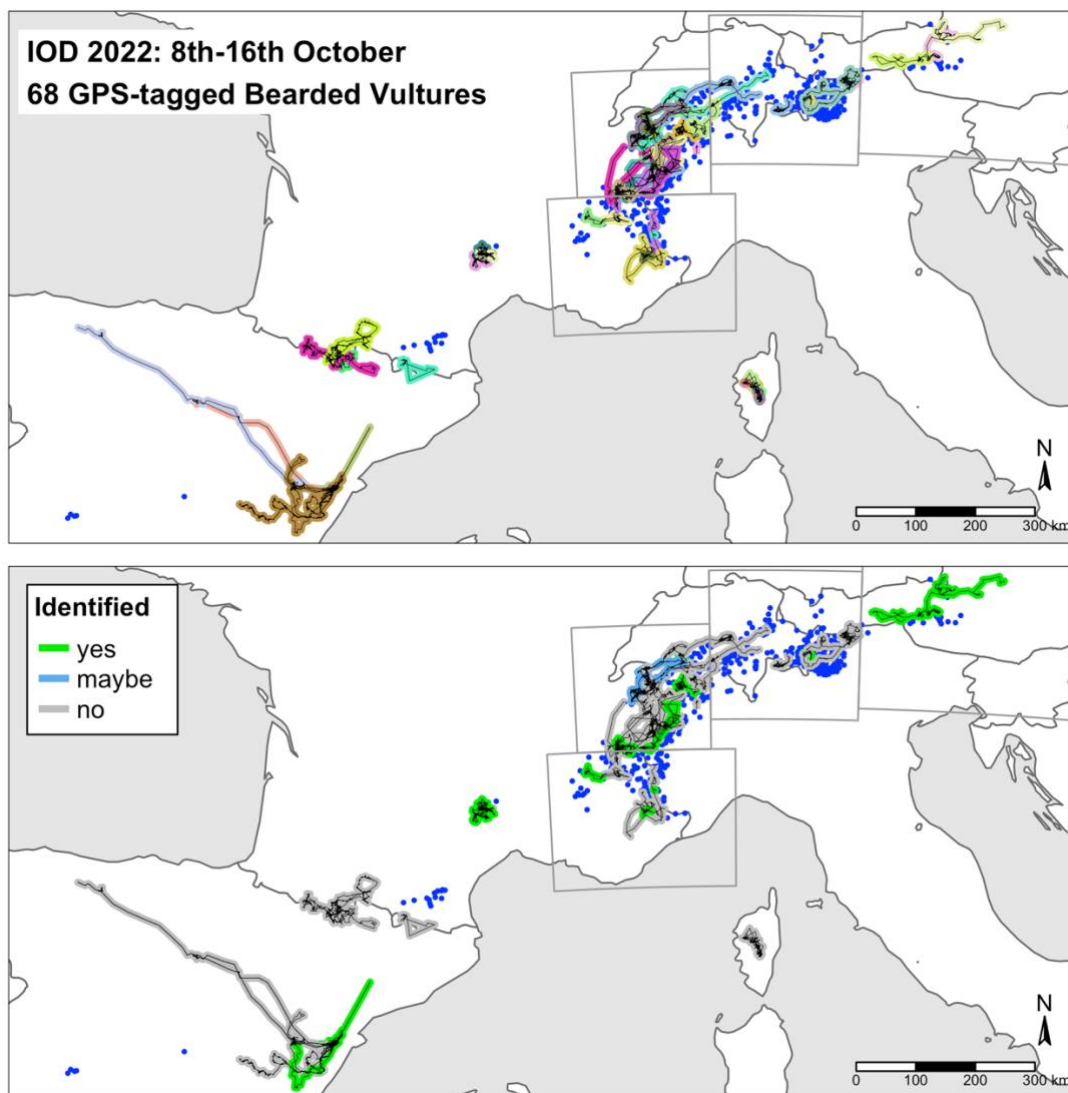 IOD 2022: 8th-16th October
68 GPS-tagged Bearded Vultures
N
0 100 200 300 km
Identified
yes
maybe
no
N
0 100 200 300 km